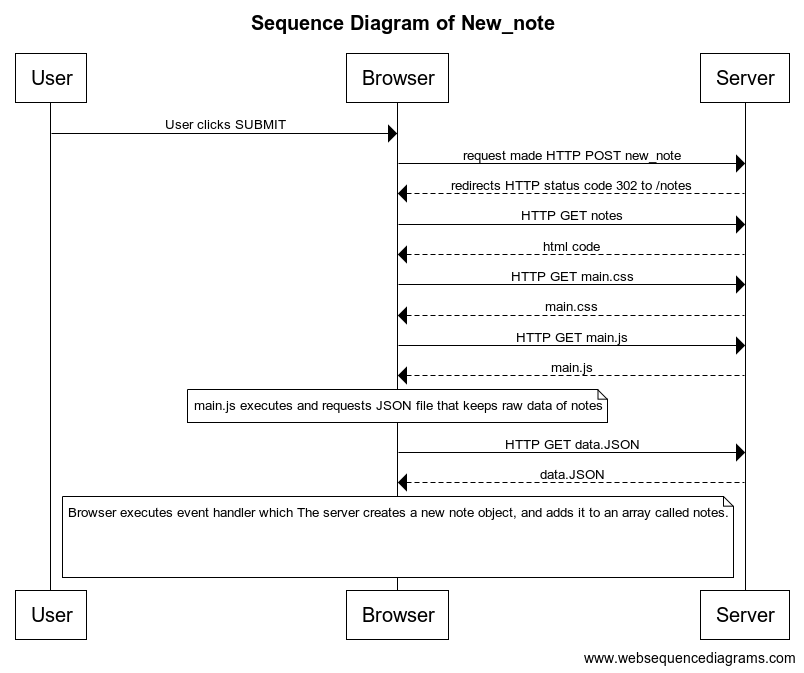 Sequence Diagram of New_note
User Browser Server
User clicks SUBMIT
request made HTTP POST new_note
redirects HTTP status code 302 to /notes
HTTP GET notes
html code
HTTP GET main.css
main.css
HTTP GET main.js
main.js
main.js executes and requests JSON file that keeps raw data of notes
HTTP GET data.JSON
data.JSON
Browser executes event handler which The server creates a new note object, and adds it to an array called notes.
User Browser Server
www.websequencediagrams.com